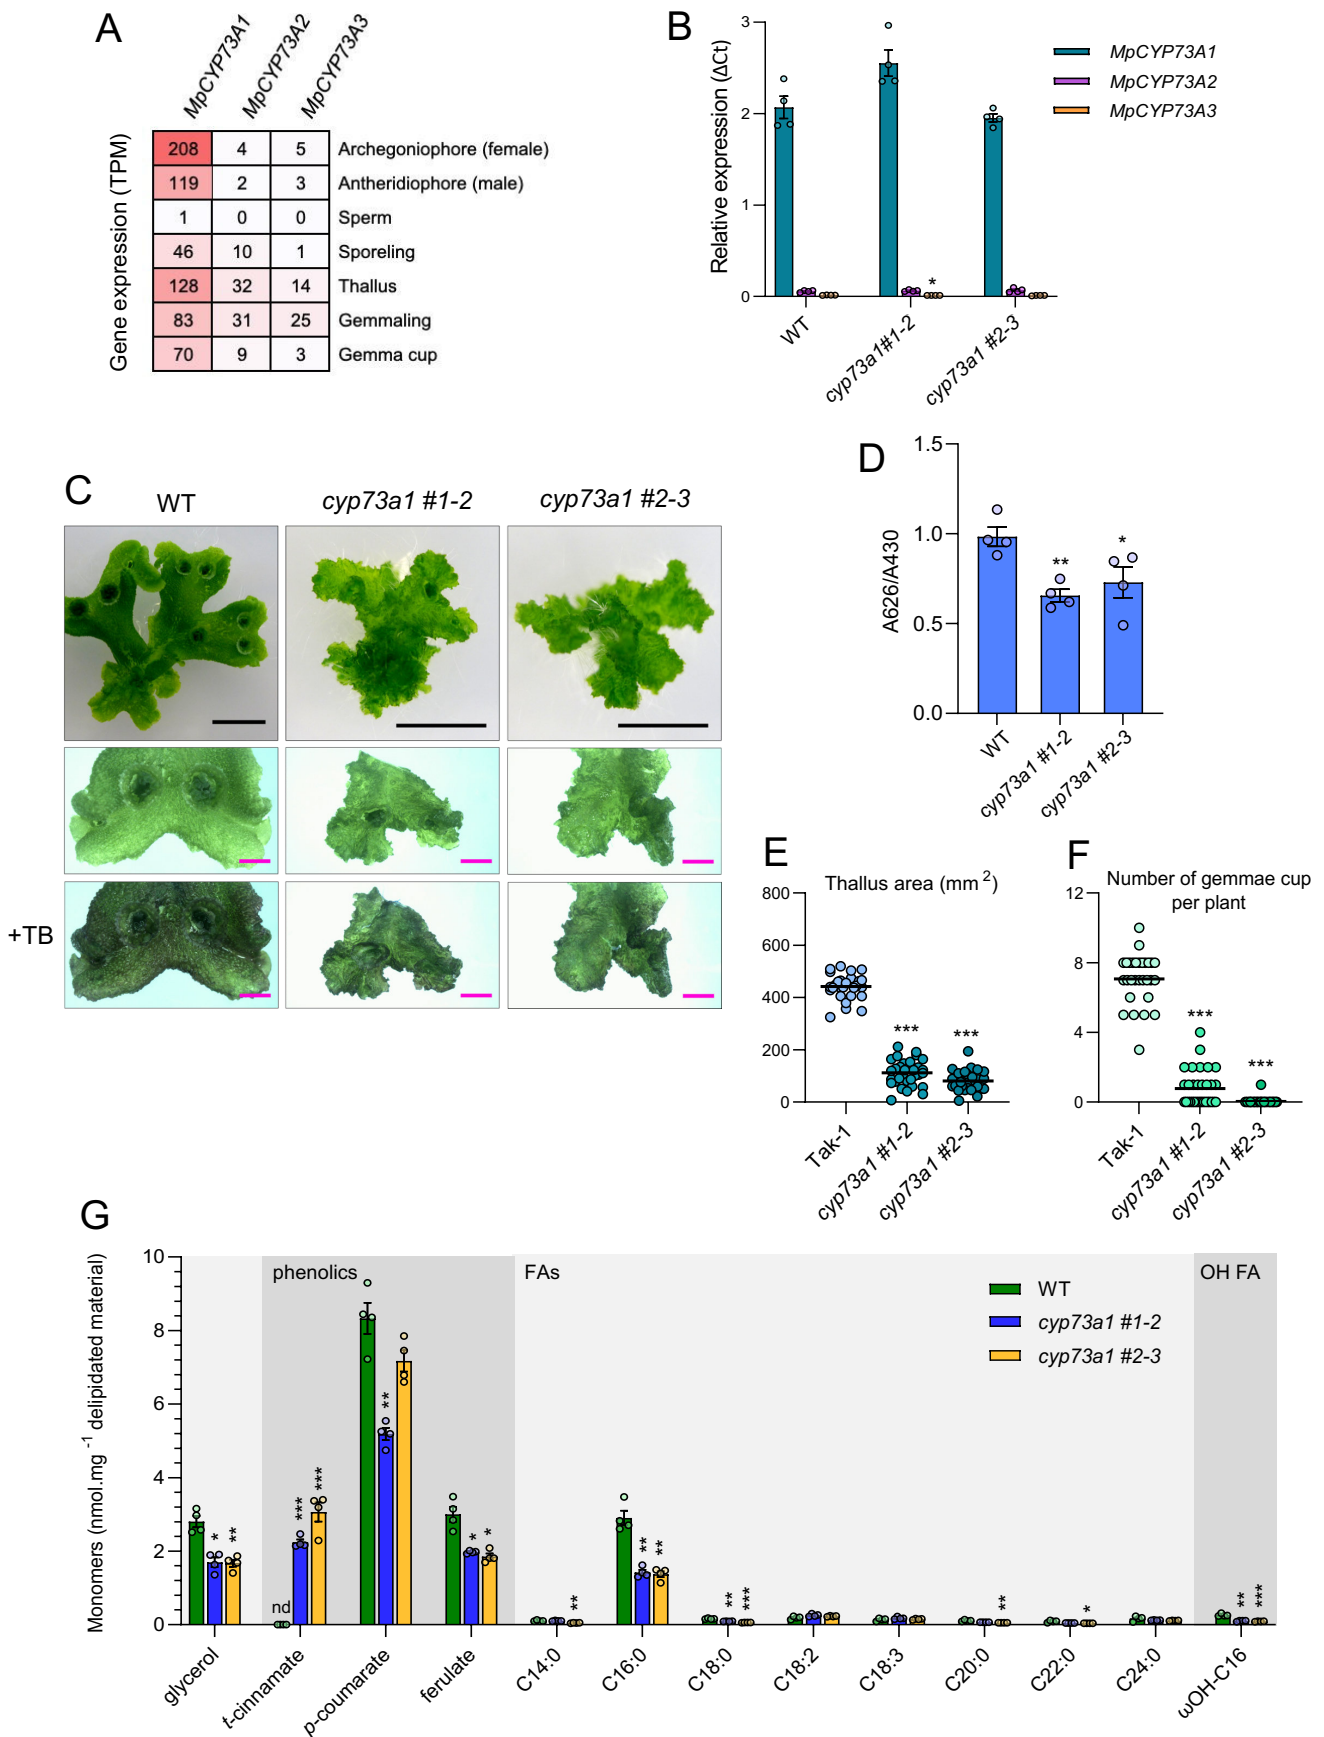 A
MpCYP73A1
MpCYP73A2
MpCYP73A3
Gene expression (TPM)
208 4 5 Archegoniophore (female)
119 2 3 Antheridiophore (male)
1 0 0 Sperm
46 10 1 Sporeling
128 32 14 Thallus
83 31 25 Gemmaling
70 9 3 Gemma cup
B
Relative expression (ΔCt)
3
2
1
0
*
WT
cyp73a1#1-2
cyp73a1 #2-3
MpCYP73A1
MpCYP73A2
MpCYP73A3
C
WT
cyp73a1 #1-2
cyp73a1 #2-3
+TB
D
A626/A430
1.5
1.0
0.5
0.0
**
*
WT
cyp73a1 #1-2
cyp73a1 #2-3
E
Thallus area (mm²)
800
600
400
200
0
***
***
Tak-1
cyp73a1 #1-2
cyp73a1 #2-3
F
Number of gemmae cup
per plant
12
8
4
0
***
***
Tak-1
cyp73a1 #1-2
cyp73a1 #2-3
G
Monomers (nmol.mg⁻¹ delipidated material)
10
8
6
4
2
0
phenolics
FAs
OH FA
WT
cyp73a1 #1-2
cyp73a1 #2-3
*
**
nd
***
***
**
*
*
**
**
**
**
***
**
*
**
***
glycerol
t-cinnamate
p-coumarate
ferulate
C14:0
C16:0
C18:0
C18:2
C18:3
C20:0
C22:0
C24:0
ωOH-C16